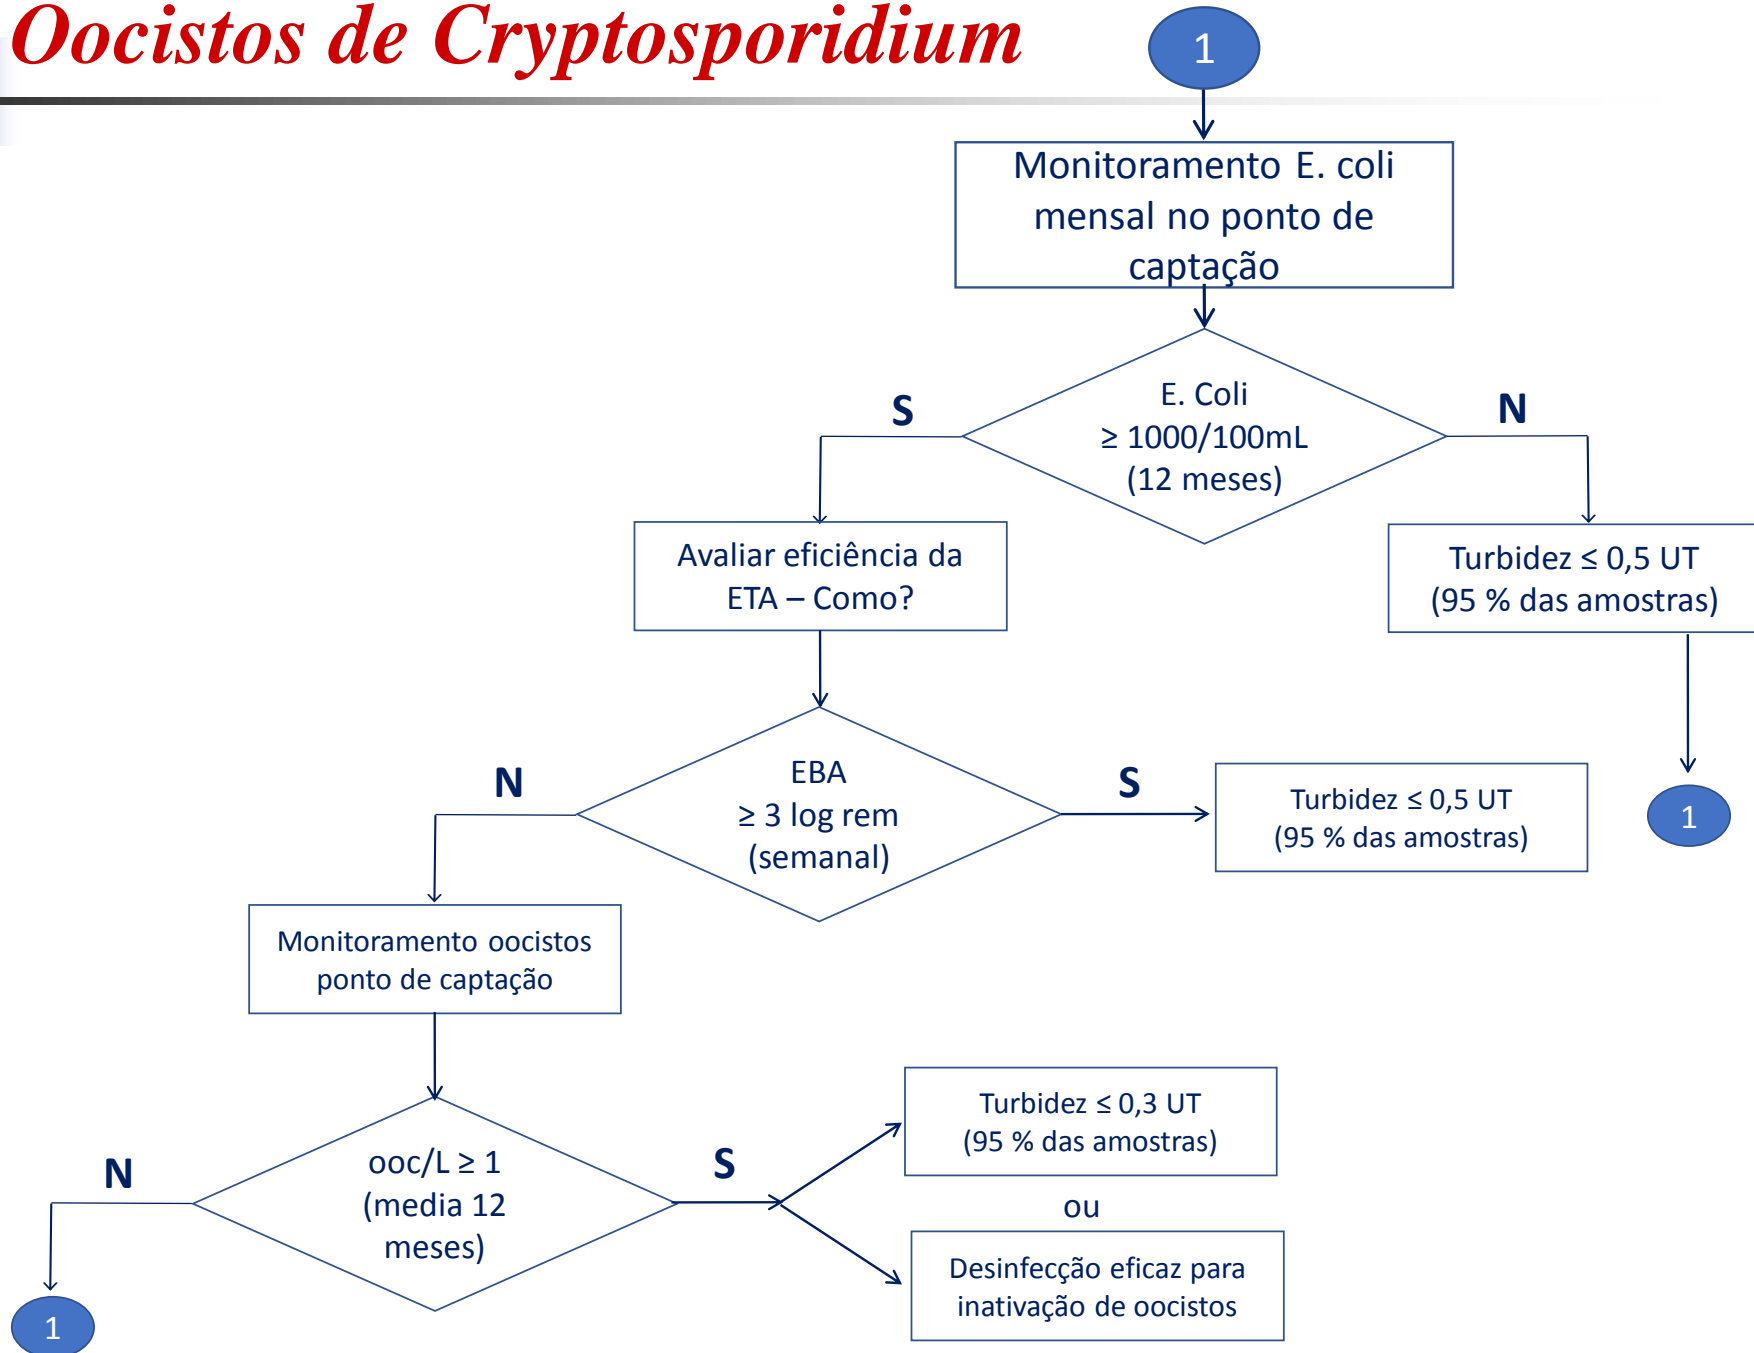 Oocistos de Cryptosporidium
1
Monitoramento E. coli
mensal no ponto de
captação
E. Coli
≥ 1000/100mL
(12 meses)
S
N
Avaliar eficiência da
ETA – Como?
Turbidez ≤ 0,5 UT
(95 % das amostras)
1
EBA
≥ 3 log rem
(semanal)
N
S
Turbidez ≤ 0,5 UT
(95 % das amostras)
Monitoramento oocistos
ponto de captação
ooc/L ≥ 1
(media 12
meses)
N
S
1
Turbidez ≤ 0,3 UT
(95 % das amostras)
ou
Desinfecção eficaz para
inativação de oocistos